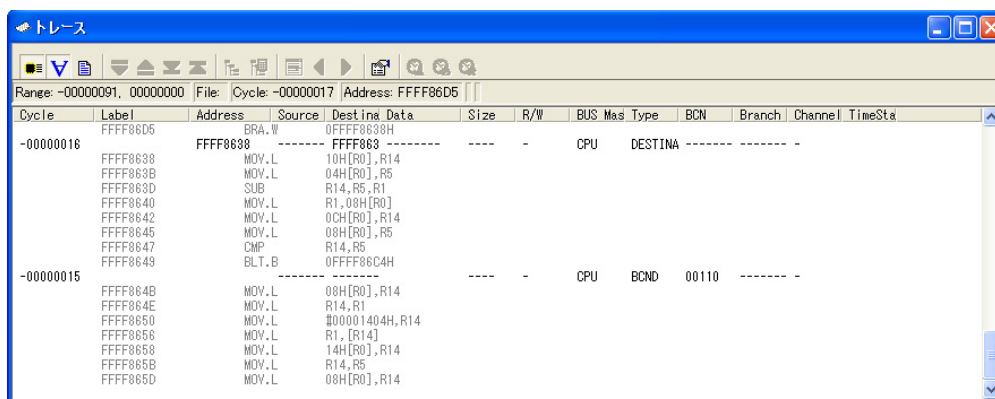 トレース
Range: -00000091, 00000000 File: Cycle: -00000017 Address: FFFF86D5
Cycle Label Address Source Destina Data Size R/W BUS Mas Type BCN Branch Channel TimeSta
FFFF86D5 BRA.W 0FFFF8638H
-00000016 FFFF8638 ------- FFFF863 -------- ---- - CPU DESTINA ------- ------- -
FFFF8638 MOV.L 10H[R0],R14
FFFF863B MOV.L 04H[R0],R5
FFFF863D SUB R14,R5,R1
FFFF8640 MOV.L R1,08H[R0]
FFFF8642 MOV.L 0CH[R0],R14
FFFF8645 MOV.L 08H[R0],R5
FFFF8647 CMP R14,R5
FFFF8649 BLT.B 0FFFF86C4H
-00000015 ------- ------- ---- - CPU BCND 00110 ------- -
FFFF864B MOV.L 08H[R0],R14
FFFF864E MOV.L R14,R1
FFFF8650 MOV.L #00001404H,R14
FFFF8656 MOV.L R1,[R14]
FFFF8658 MOV.L 14H[R0],R14
FFFF865B MOV.L R14,R5
FFFF865D MOV.L 08H[R0],R14